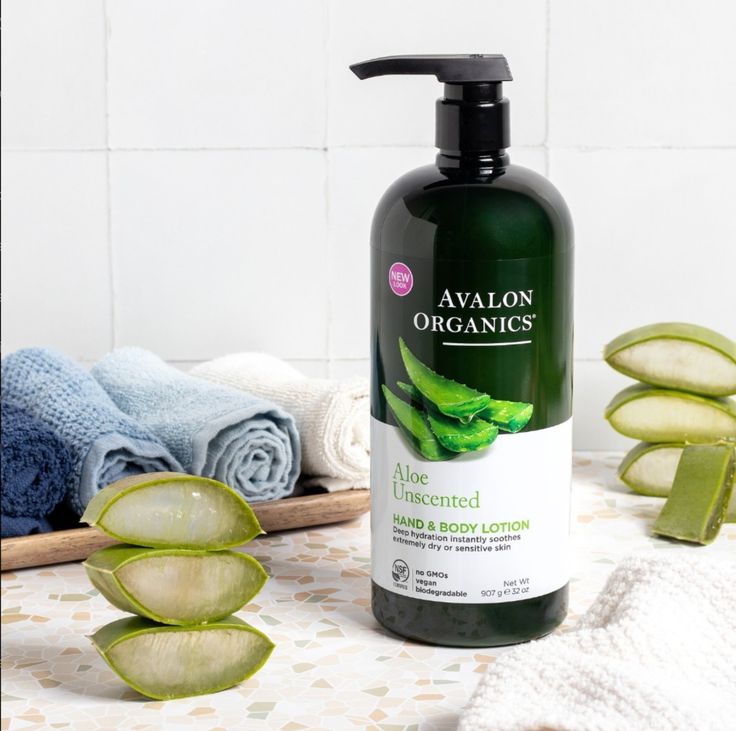 NEW
LOOK
AVALON
ORGANICS®
Aloe
Unscented
HAND & BODY LOTION
Deep hydration instantly soothes
extremely dry or sensitive skin
NSF
no GMOs
vegan
biodegradable
Net Wt
907 g ℮ 32 oz